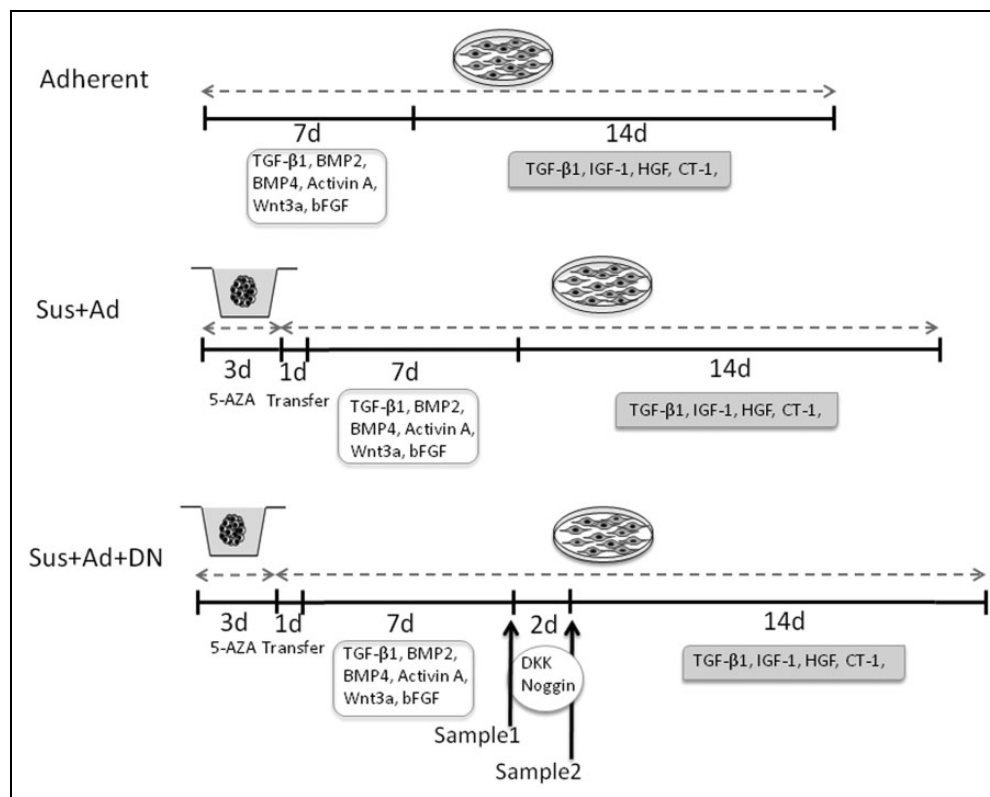 Adherent
7d
14d
TGF-β1, BMP2,
BMP4, Activin A,
Wnt3a, bFGF
TGF-β1, IGF-1, HGF, CT-1,
Sus+Ad
3d
1d
7d
14d
5-AZA
Transfer
TGF-β1, BMP2,
BMP4, Activin A,
Wnt3a, bFGF
TGF-β1, IGF-1, HGF, CT-1,
Sus+Ad+DN
3d
1d
7d
2d
14d
5-AZA
Transfer
TGF-β1, BMP2,
BMP4, Activin A,
Wnt3a, bFGF
DKK
Noggin
TGF-β1, IGF-1, HGF, CT-1,
Sample1
Sample2